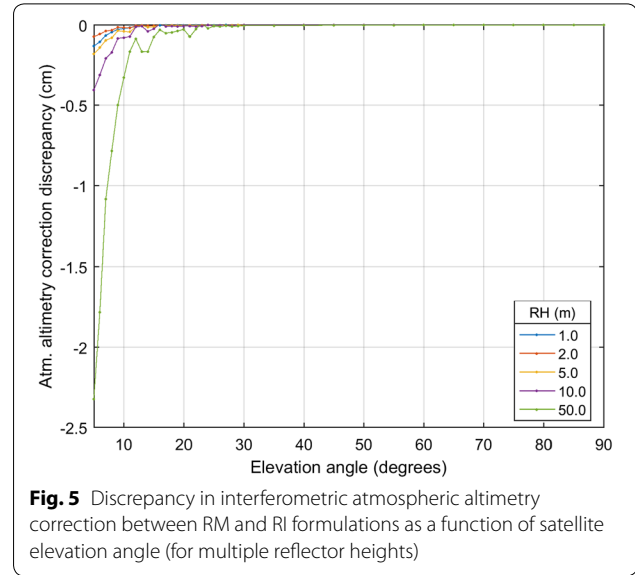 0
-0.5
-1
-1.5
-2
-2.5
Atm. altimetry correction discrepancy (cm)
RH (m)
1.0
2.0
5.0
10.0
50.0
10 20 30 40 50 60 70 80 90
Elevation angle (degrees)
Fig. 5 Discrepancy in interferometric atmospheric altimetry
correction between RM and RI formulations as a function of satellite
elevation angle (for multiple reflector heights)